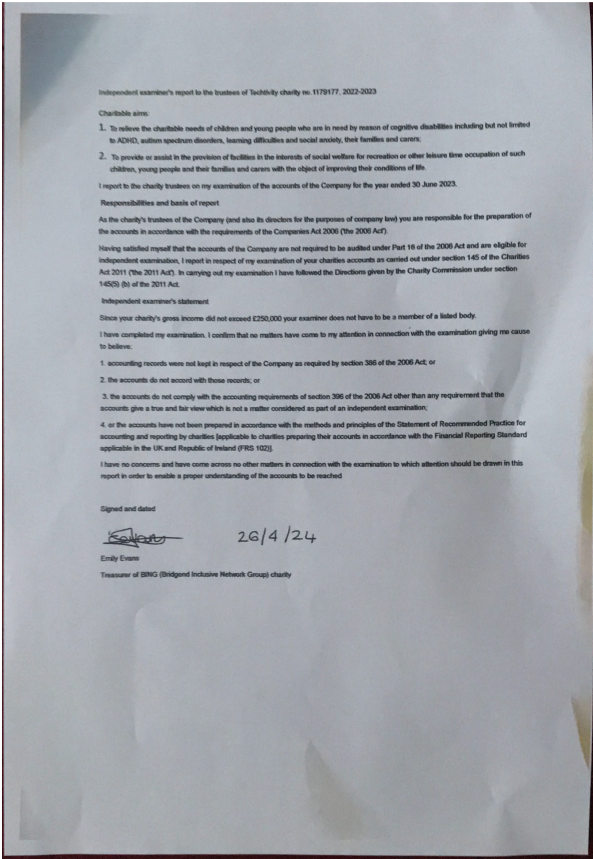 Independent examiner's report to the trustees of Techtivity charity no. 1179177, 2022-2023
Charitable aims:
1. To relieve the charitable needs of children and young people who are in need by reason of cognitive disabilities including but not limited
to ADHD, autism spectrum disorders, learning difficulties and social anxiety, their families and carers;
2. To provide or assist in the provision of facilities in the interests of social welfare for recreation or other leisure time occupation of such
children, young people and their families and carers with the object of improving their conditions of life.
I report to the charity trustees on my examination of the accounts of the Company for the year ended 30 June 2023.
Responsibilities and basis of report
As the charity's trustees of the Company (and also its directors for the purposes of company law) you are responsible for the preparation of
the accounts in accordance with the requirements of the Companies Act 2006 ('the 2006 Act').
Having satisfied myself that the accounts of the Company are not required to be audited under Part 16 of the 2006 Act and are eligible for
independent examination, I report in respect of my examination of your charities accounts as carried out under section 145 of the Charities
Act 2011 ('the 2011 Act'). In carrying out my examination I have followed the Directions given by the Charity Commission under section
145(5) (b) of the 2011 Act.
Independent examiner's statement
Since your charity's gross income did not exceed £250,000 your examiner does not have to be a member of a listed body.
I have completed my examination. I confirm that no matters have come to my attention in connection with the examination giving me cause
to believe:
1. accounting records were not kept in respect of the Company as required by section 386 of the 2006 Act; or
2. the accounts do not accord with those records; or
3. the accounts do not comply with the accounting requirements of section 396 of the 2006 Act other than any requirement that the
accounts give a true and fair view which is not a matter considered as part of an independent examination;
4. or the accounts have not been prepared in accordance with the methods and principles of the Statement of Recommended Practice for
accounting and reporting by charities [applicable to charities preparing their accounts in accordance with the Financial Reporting Standard
applicable in the UK and Republic of Ireland (FRS 102)].
I have no concerns and have come across no other matters in connection with the examination to which attention should be drawn in this
report in order to enable a proper understanding of the accounts to be reached
Signed and dated
26/4/24
Emily Evans
Treasurer of BING (Bridgend Inclusive Network Group) charity